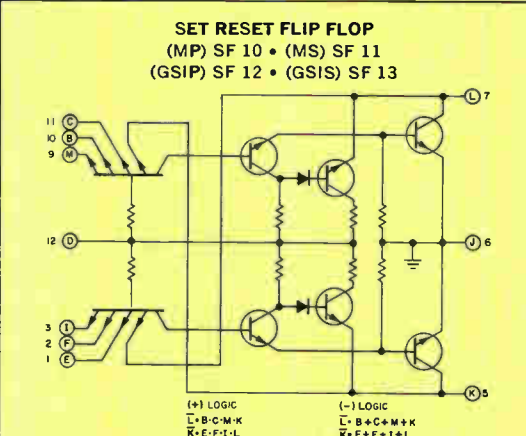 SET RESET FLIP FLOP
(MP) SF 10 • (MS) SF 11
(GSIP) SF 12 • (GSIS) SF 13
11 C
10 B
9 M
L 7
12 D
J 6
3 I
2 F
1 E
K 5
(+) LOGIC
L̅=B·C·M·K
K̅=E·F·I·L
(-) LOGIC
L̅=B+C+M+K
K̅=E+F+I+L